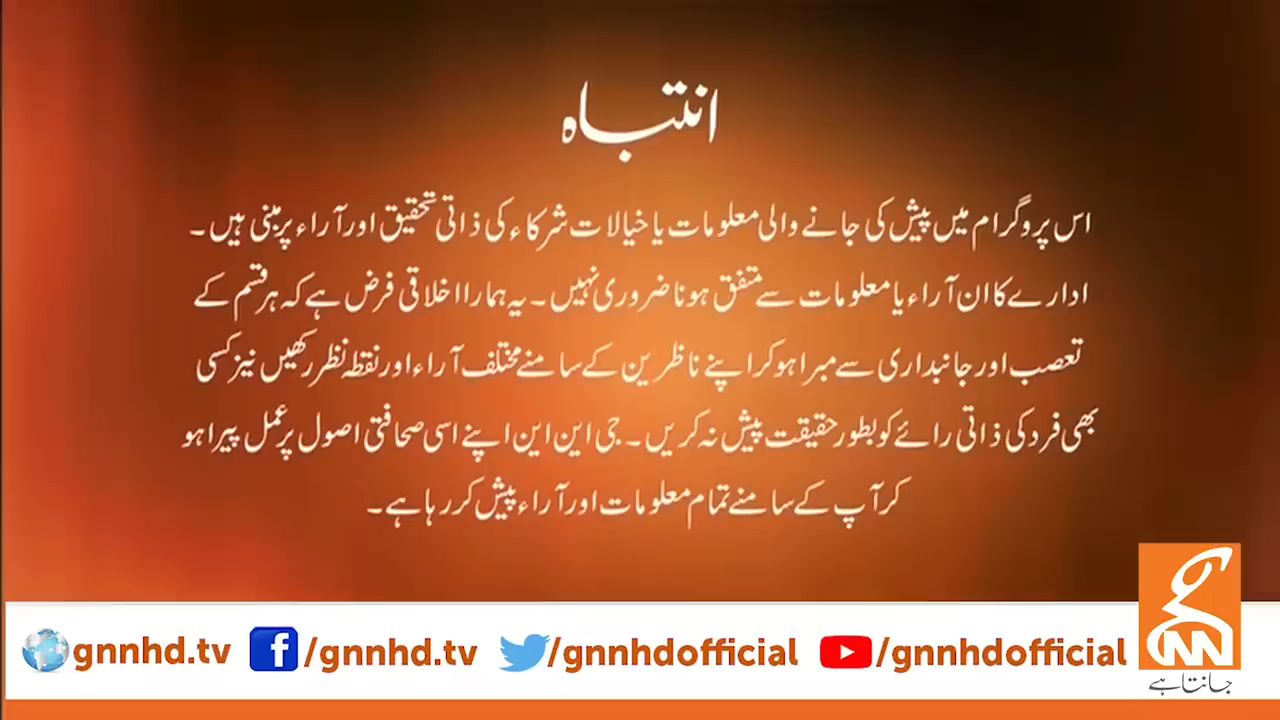 انتباہ
اس پروگرام میں پیش کی جانے والی معلومات یا خیالات شرکاء کی ذاتی تحقیق اور آراء پر مبنی ہیں۔
ادارے کا ان آراء یا معلومات سے متفق ہونا ضروری نہیں۔ یہ ہمارا اخلاقی فرض ہے کہ ہر قسم کے
تعصب اور جانبداری سے مبرا ہو کر اپنے ناظرین کے سامنے مختلف آراء اور نقطہ نظر رکھیں نیز کسی
بھی فرد کی ذاتی رائے کو بطور حقیقت پیش نہ کریں۔ جی این این اپنے اسی صحافتی اصول پر عمل پیرا ہو
کر آپ کے سامنے تمام معلومات اور آراء پیش کر رہا ہے۔
gnnhd.tv /gnnhd.tv /gnnhdofficial /gnnhdofficial
GNN
جانتا ہے